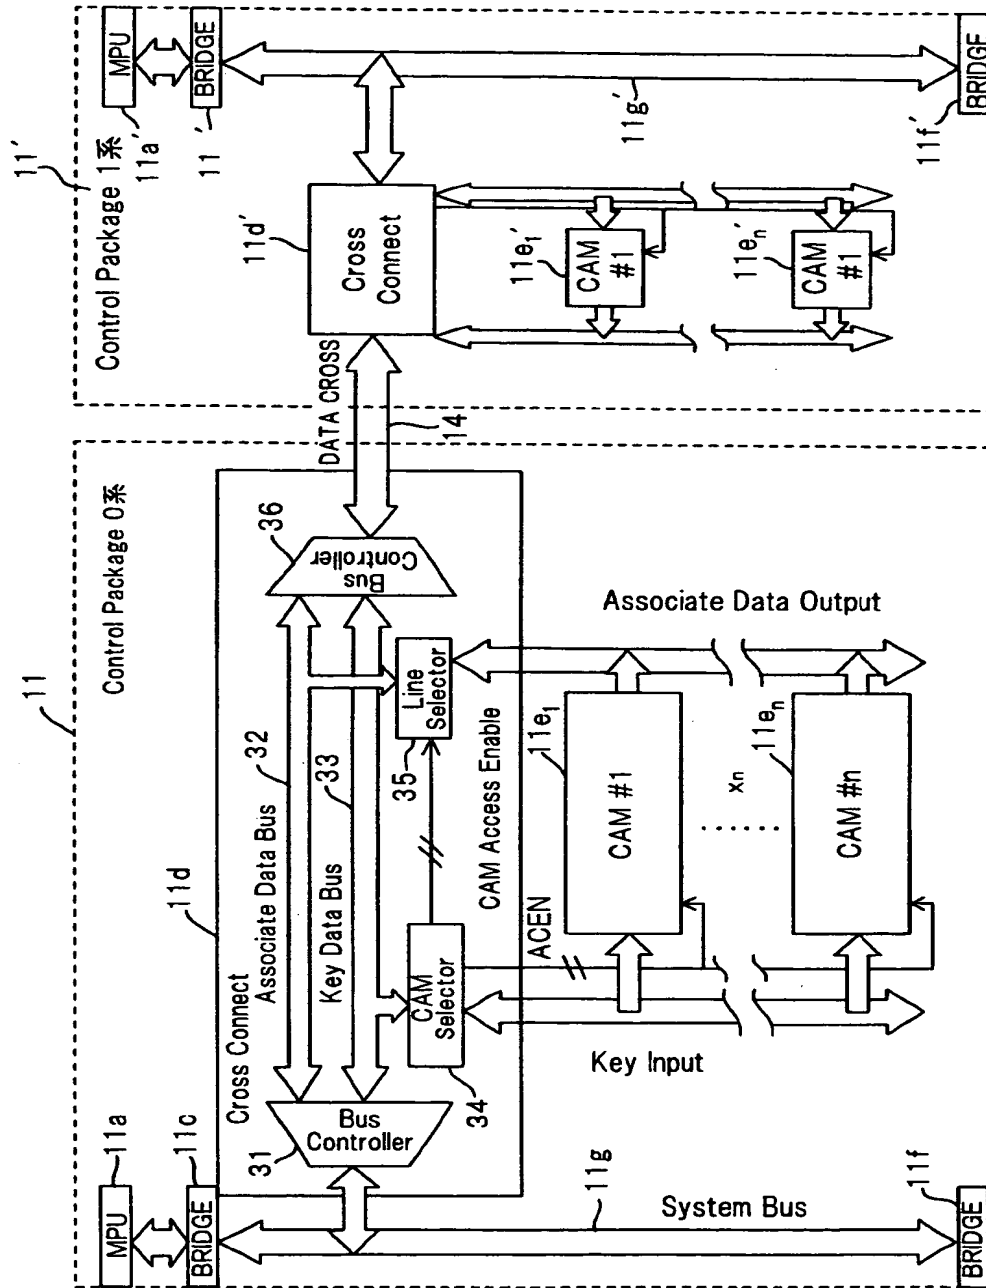 11
Control Package 0系
11a
MPU
11c
BRIDGE
11d
Cross Connect
Associate Data Bus
32
Key Data Bus
33
31
Bus
Controller
36
Bus
Controller
34
CAM
Selector
35
Line
Selector
CAM Access Enable
ACEN
Key Input
Associate Data Output
11e1
CAM #1
xn
11en
CAM #n
System Bus
11g
11f
BRIDGE
DATA CROSS
14
11'
Control Package 1系
11a'
MPU
11'
BRIDGE
11d'
Cross
Connect
11g'
11e1'
CAM
#1
11en'
CAM
#1
11f'
BRIDGE